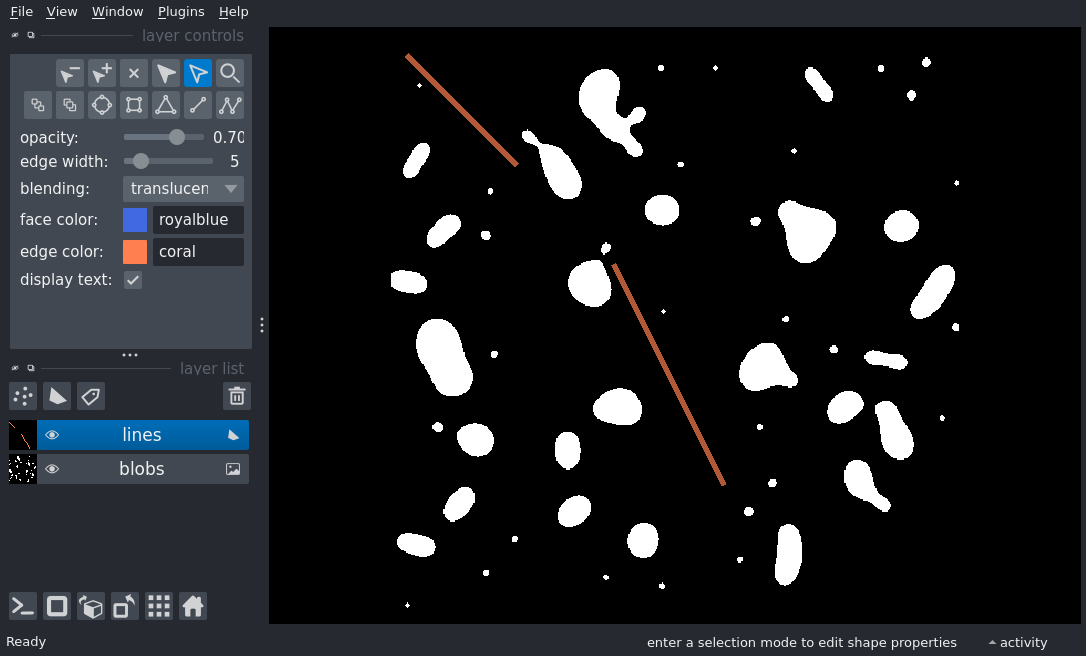 File View Window Plugins Help
layer controls
opacity: 0.70
edge width: 5
blending: translucen
face color: royalblue
edge color: coral
display text:
layer list
lines
blobs
Ready enter a selection mode to edit shape properties activity